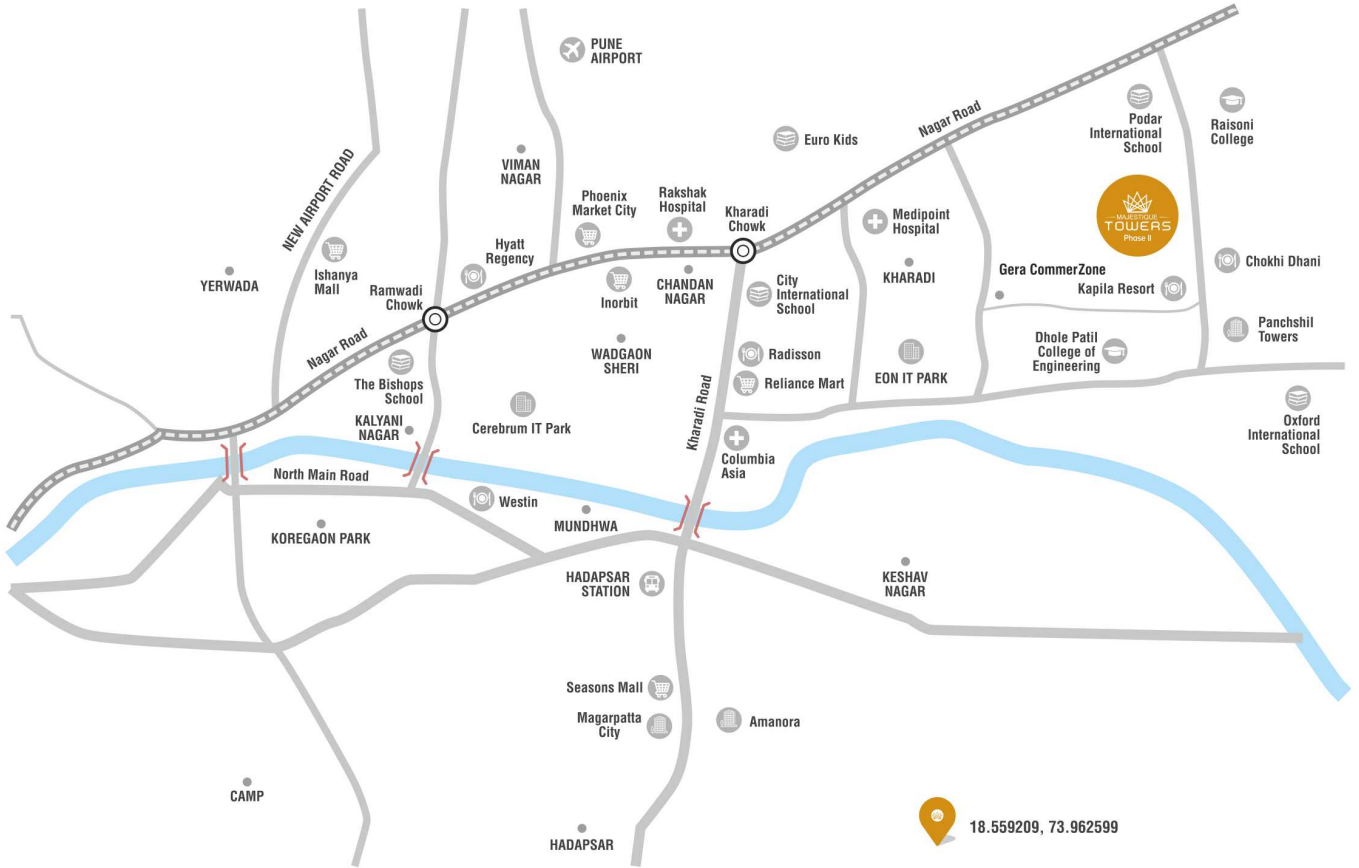 PUNE
AIRPORT
Nagar Road
Podar
International
School
Raisoni
College
Euro Kids
NEW AIRPORT ROAD
VIMAN
NAGAR
Phoenix
Market City
Rakshak
Hospital
Kharadi
Chowk
Medipoint
Hospital
MAJESTIQUE
TOWERS
Phase II
Hyatt
Regency
YERWADA
Ishanya
Mall
Ramwadi
Chowk
Inorbit
CHANDAN
NAGAR
City
International
School
KHARADI
Gera CommerZone
Kapila Resort
Chokhi Dhani
Nagar Road
WADGAON
SHERI
Radisson
Dhole Patil
College of
Engineering
Panchshil
Towers
The Bishops
School
Reliance Mart
EON IT PARK
KALYANI
NAGAR
Cerebrum IT Park
Kharadi Road
Oxford
International
School
Columbia
Asia
North Main Road
Westin
MUNDHWA
KOREGAON PARK
HADAPSAR
STATION
KESHAV
NAGAR
Seasons Mall
Magarpatta
City
Amanora
CAMP
HADAPSAR
18.559209, 73.962599